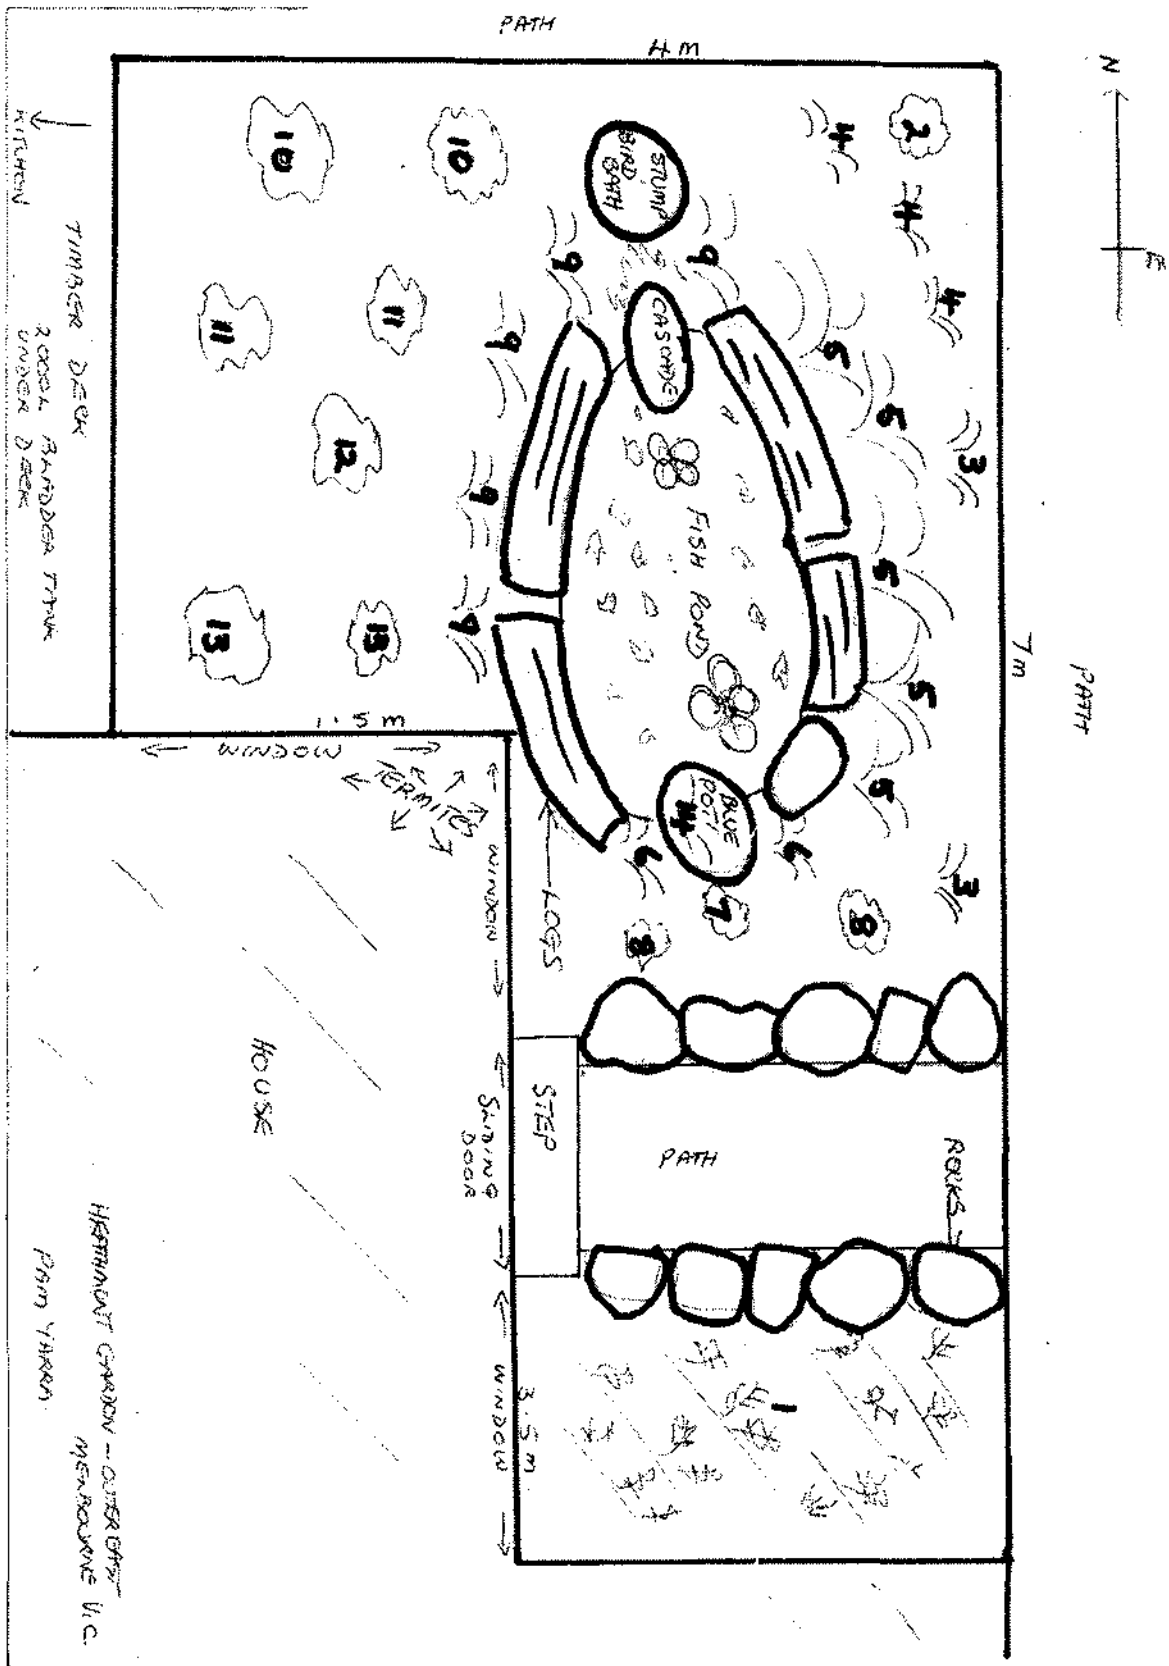 PATH
4 m
N
E
2
4
4
4
10
10
STUMP
BIRD
BATH
9
9
CASCADE
KITCHEN
TIMBER DECK
2000L BLADDER TANK
UNDER DECK
11
11
9
5
5
3
12
9
FISH POND
5
5
5
7 m
PATH
13
13
9
1.5 m
WINDOW
TERMITES
WINDOW
LOGS
BLUE
POT
14
6
6
7
8
8
3
STEP
SLIDING
DOOR
PATH
ROCKS
HOUSE
WINDOW
3.5 m
1
HEATHMONT GARDEN - OUTER EAST
MELBOURNE VIC.
PAM YARRA